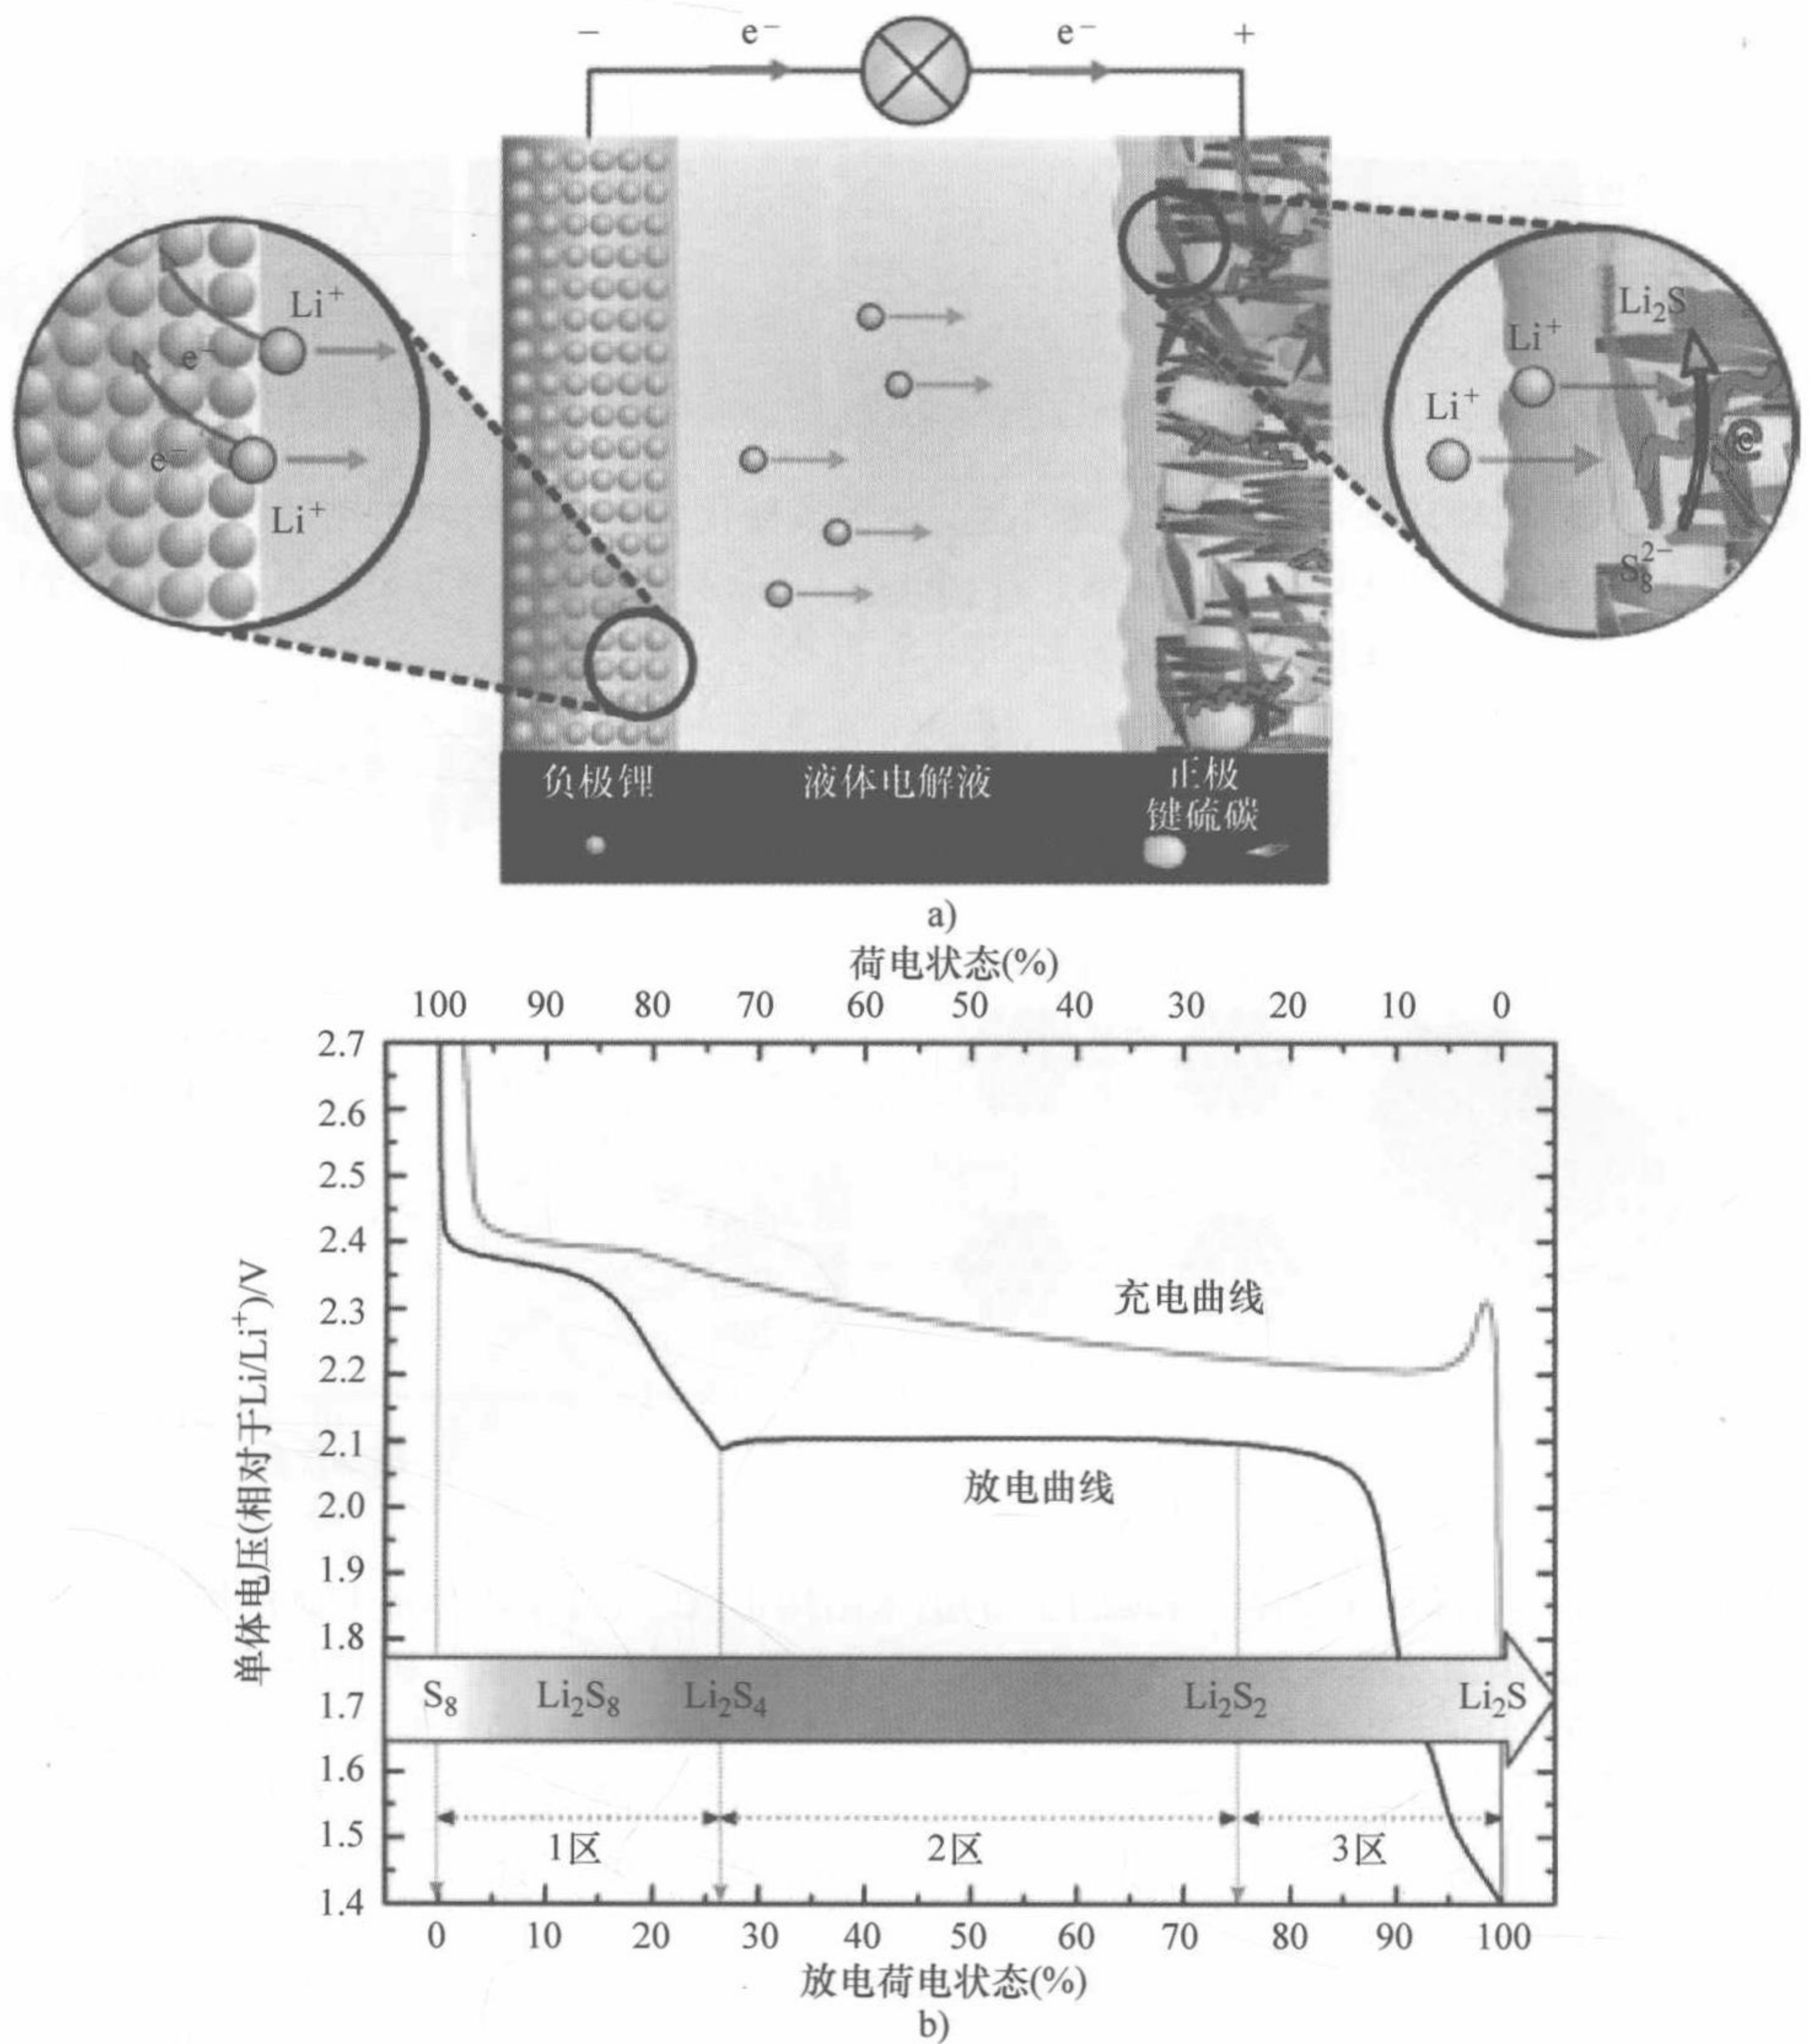 − e⁻ e⁻ +
Li⁺
e⁻
e⁻
Li⁺
Li₂S
Li⁺
Li⁺
S₈²⁻
负极锂 液体电解液 正极
键硫碳
a)
荷电状态(%)
100 90 80 70 60 50 40 30 20 10 0
2.7
2.6
2.5
2.4
2.3
2.2
2.1
2.0
1.9
1.8
1.7
1.6
1.5
1.4
单体电压(相对于Li/Li⁺)/V
充电曲线
放电曲线
S₈ Li₂S₈ Li₂S₄ Li₂S₂ Li₂S
1区 2区 3区
0 10 20 30 40 50 60 70 80 90 100
放电荷电状态(%)
b)